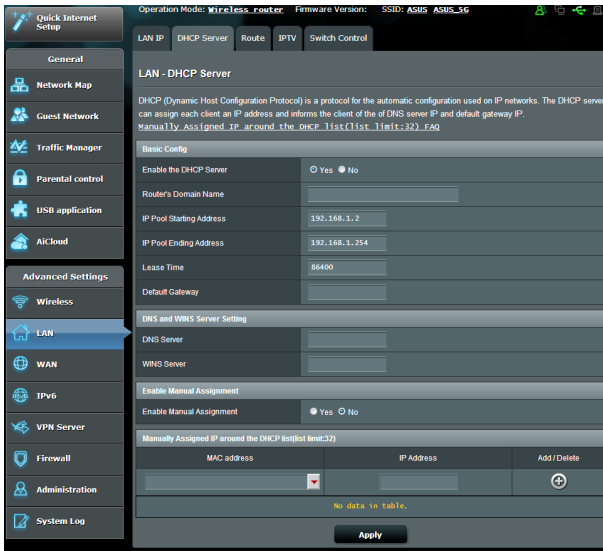 Quick Internet Setup
Operation Mode: Wireless router Firmware Version: SSID: ASUS ASUS_5G
General
Network Map
Guest Network
Traffic Manager
Parental control
USB application
AiCloud
Advanced Settings
Wireless
LAN
WAN
IPv6
VPN Server
Firewall
Administration
System Log
LAN IP DHCP Server Route IPTV Switch Control
LAN - DHCP Server
DHCP (Dynamic Host Configuration Protocol) is a protocol for the automatic configuration used on IP networks. The DHCP server
can assign each client an IP address and informs the client of the of DNS server IP and default gateway IP.
Manually Assigned IP around the DHCP list(list limit:32) FAQ
Basic Config
Enable the DHCP Server Yes No
Router's Domain Name
IP Pool Starting Address 192.168.1.2
IP Pool Ending Address 192.168.1.254
Lease Time 86400
Default Gateway
DNS and WINS Server Setting
DNS Server
WINS Server
Enable Manual Assignment
Enable Manual Assignment Yes No
Manually Assigned IP around the DHCP list(list limit:32)
MAC address IP Address Add / Delete
No data in table.
Apply